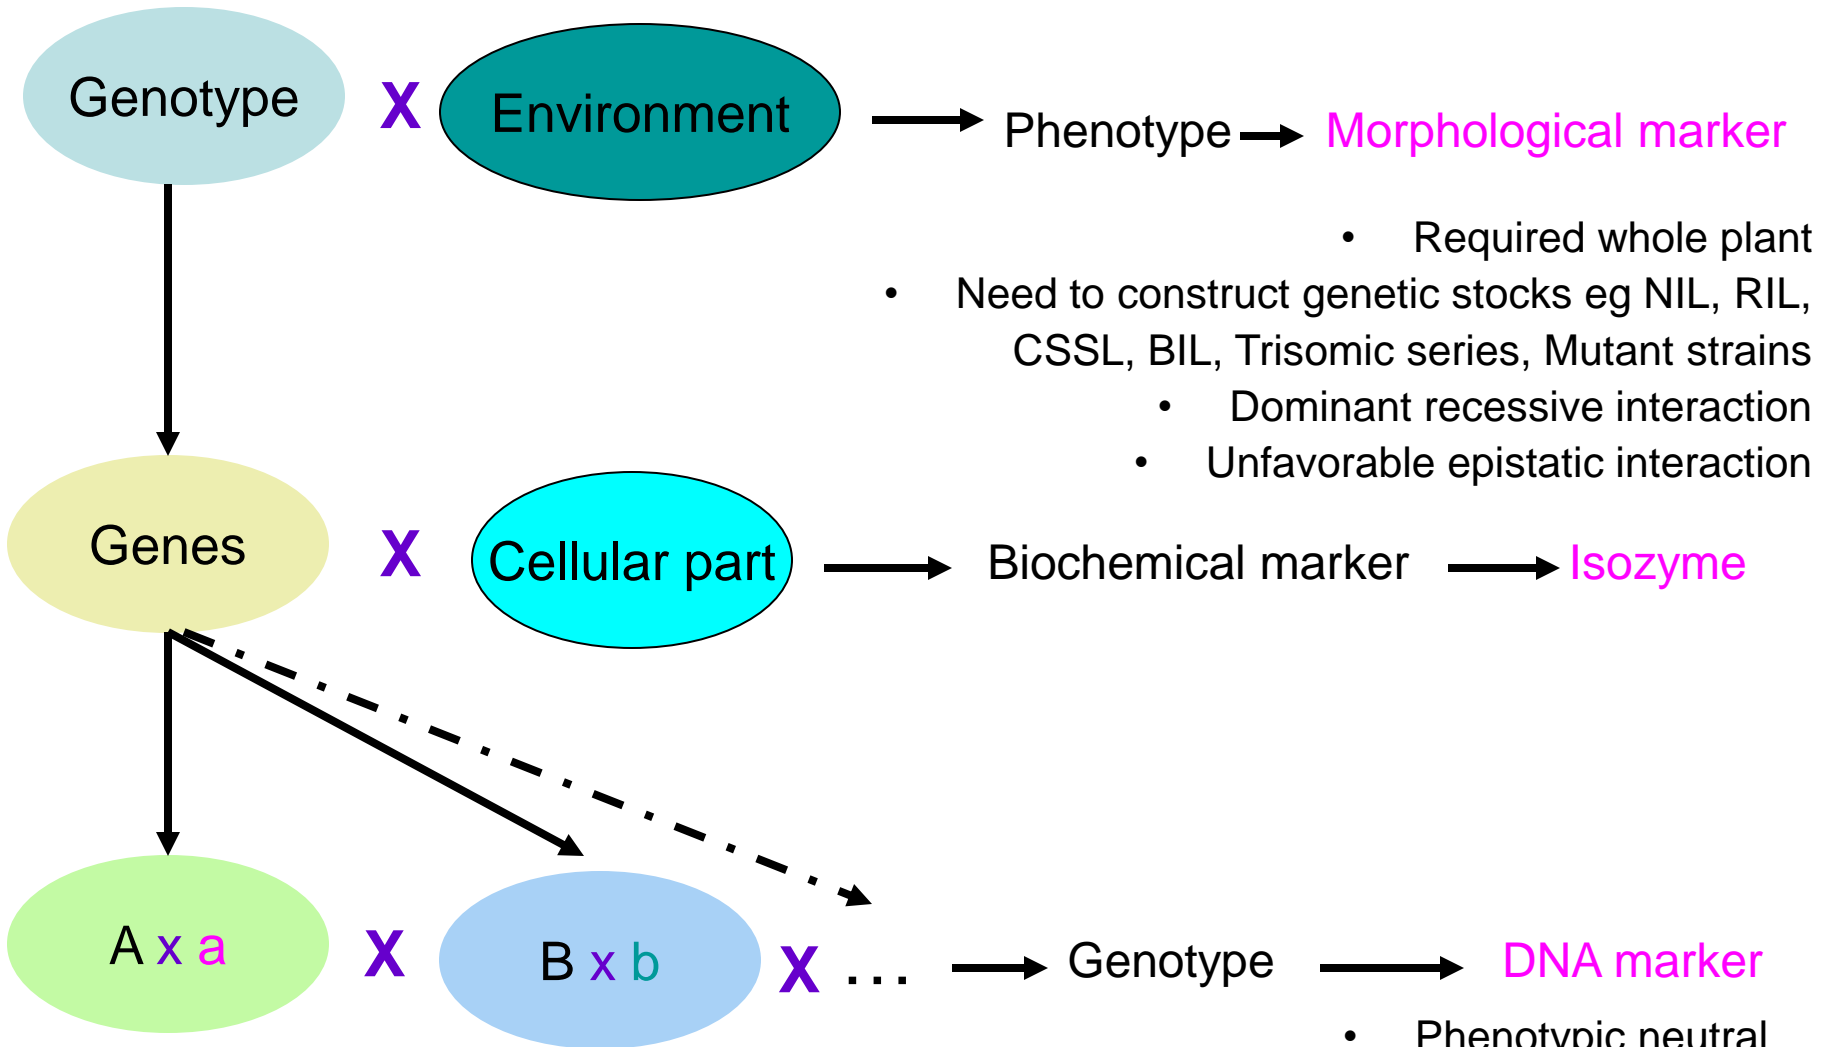 Genotype X Environment Phenotype Morphological marker
• Required whole plant
• Need to construct genetic stocks eg NIL, RIL,
CSSL, BIL, Trisomic series, Mutant strains
• Dominant recessive interaction
• Unfavorable epistatic interaction
Genes X Cellular part Biochemical marker Isozyme
A x a X B x b X ... Genotype DNA marker
• Phenotypic neutral